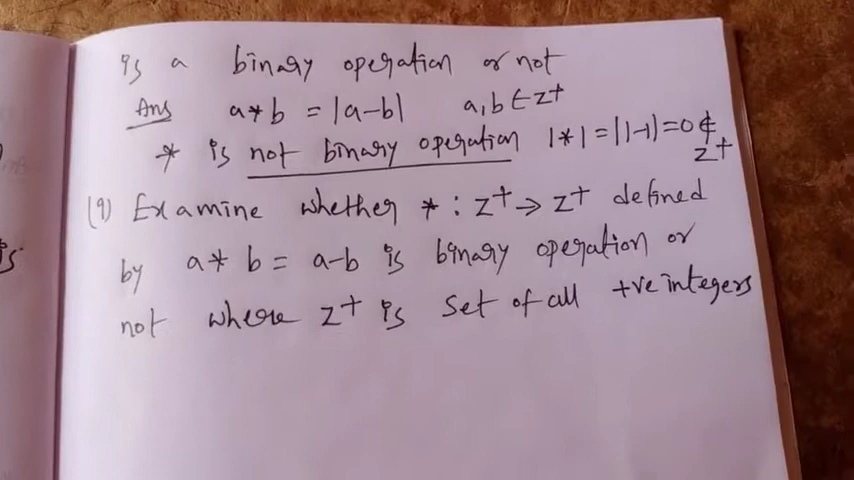 is a binary operation or not
Ans a*b = |a-b| a,b ∈ Z+
* is not binary operation 1*1 = |1-1| = 0 ∉ Z+
(9) Examine whether * : Z+ → Z+ defined
by a * b = a-b is binary operation or
not where Z+ is set of all +ve integers